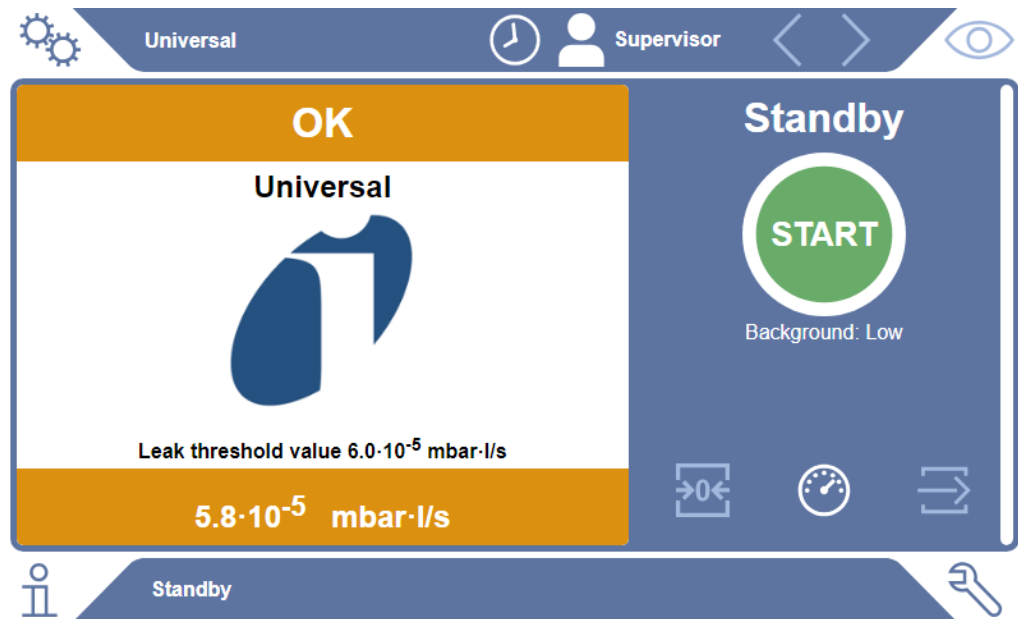 Universal
Supervisor
OK
Universal
Leak threshold value 6.0·10⁻⁵ mbar·l/s
5.8·10⁻⁵ mbar·l/s
Standby
START
Background: Low
→0←
Standby